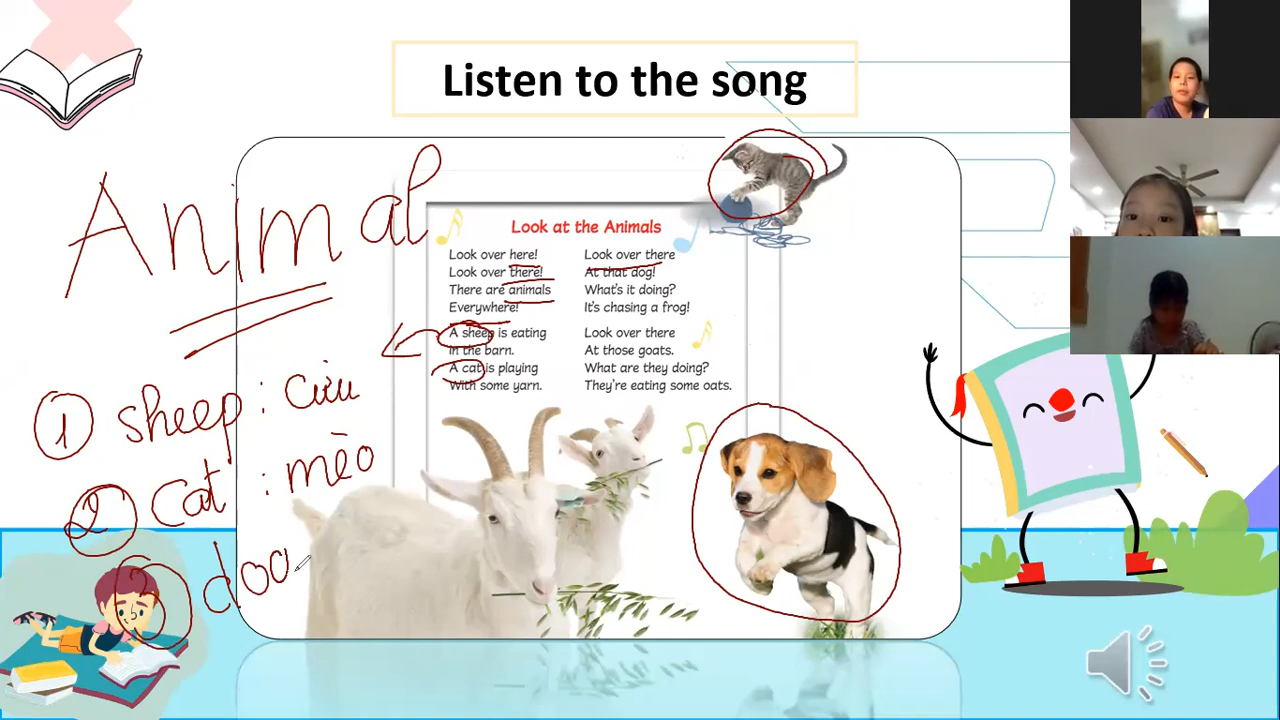 Listen to the song
Animal
Look at the Animals
Look over here!
Look over there!
There are animals
Everywhere!
A sheep is eating
In the barn.
A cat is playing
With some yarn.
Look over there
At that dog!
What's it doing?
It's chasing a frog!
Look over there
At those goats.
What are they doing?
They're eating some oats.
1 sheep : cừu
2 cat : mèo